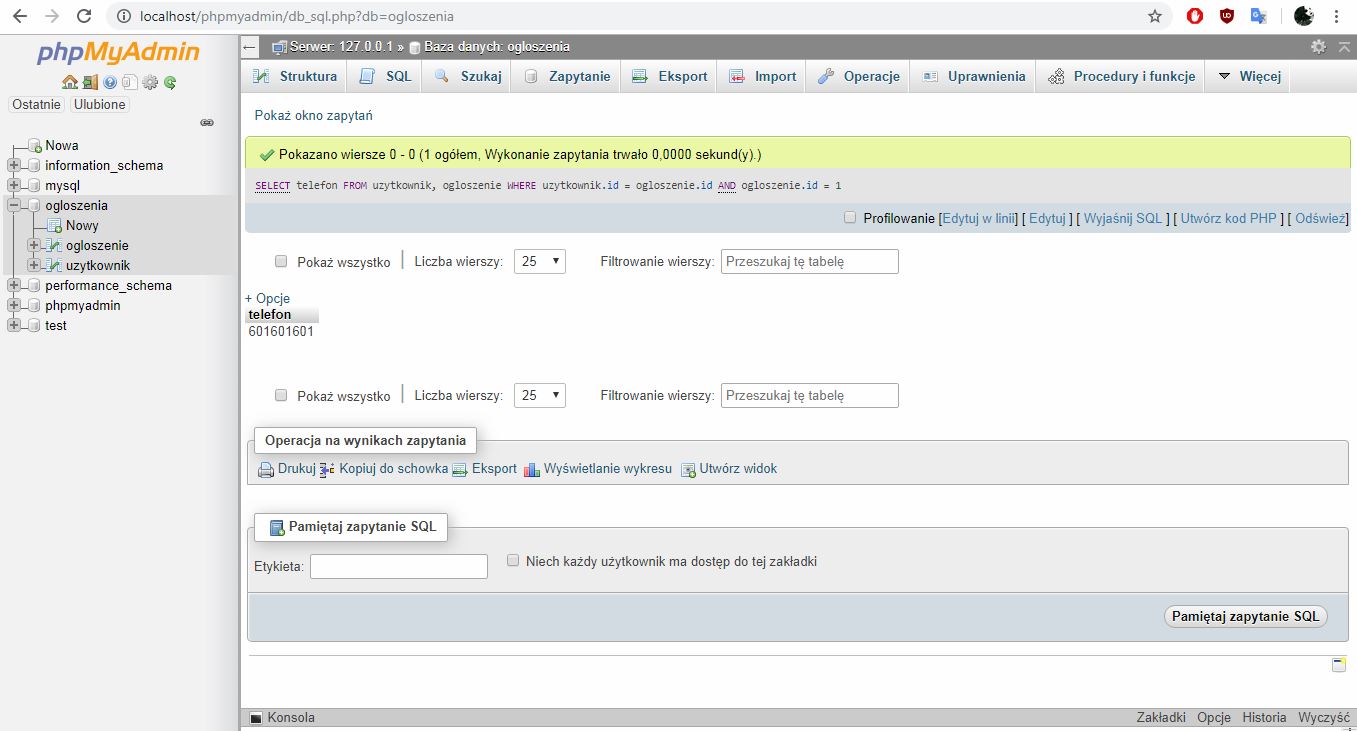 localhost/phpmyadmin/db_sql.php?db=ogloszenia
phpMyAdmin
Ostatnie Ulubione
Nowa
information_schema
mysql
ogloszenia
Nowy
ogloszenie
uzytkownik
performance_schema
phpmyadmin
test
Serwer: 127.0.0.1 » Baza danych: ogloszenia
Struktura SQL Szukaj Zapytanie Eksport Import Operacje Uprawnienia Procedury i funkcje Więcej
Pokaż okno zapytań
Pokazano wiersze 0 - 0 (1 ogółem, Wykonanie zapytania trwało 0,0000 sekund(y).)
SELECT telefon FROM uzytkownik, ogloszenie WHERE uzytkownik.id = ogloszenie.id AND ogloszenie.id = 1
Profilowanie [Edytuj w linii] [ Edytuj ] [ Wyjaśnij SQL ] [ Utwórz kod PHP ] [ Odśwież]
Pokaż wszystko Liczba wierszy: 25 Filtrowanie wierszy: Przeszukaj tę tabelę
+ Opcje
telefon
601601601
Pokaż wszystko Liczba wierszy: 25 Filtrowanie wierszy: Przeszukaj tę tabelę
Operacja na wynikach zapytania
Drukuj Kopiuj do schowka Eksport Wyświetlanie wykresu Utwórz widok
Pamiętaj zapytanie SQL
Etykieta: Niech każdy użytkownik ma dostęp do tej zakładki
Pamiętaj zapytanie SQL
Konsola Zakładki Opcje Historia Wyczyść